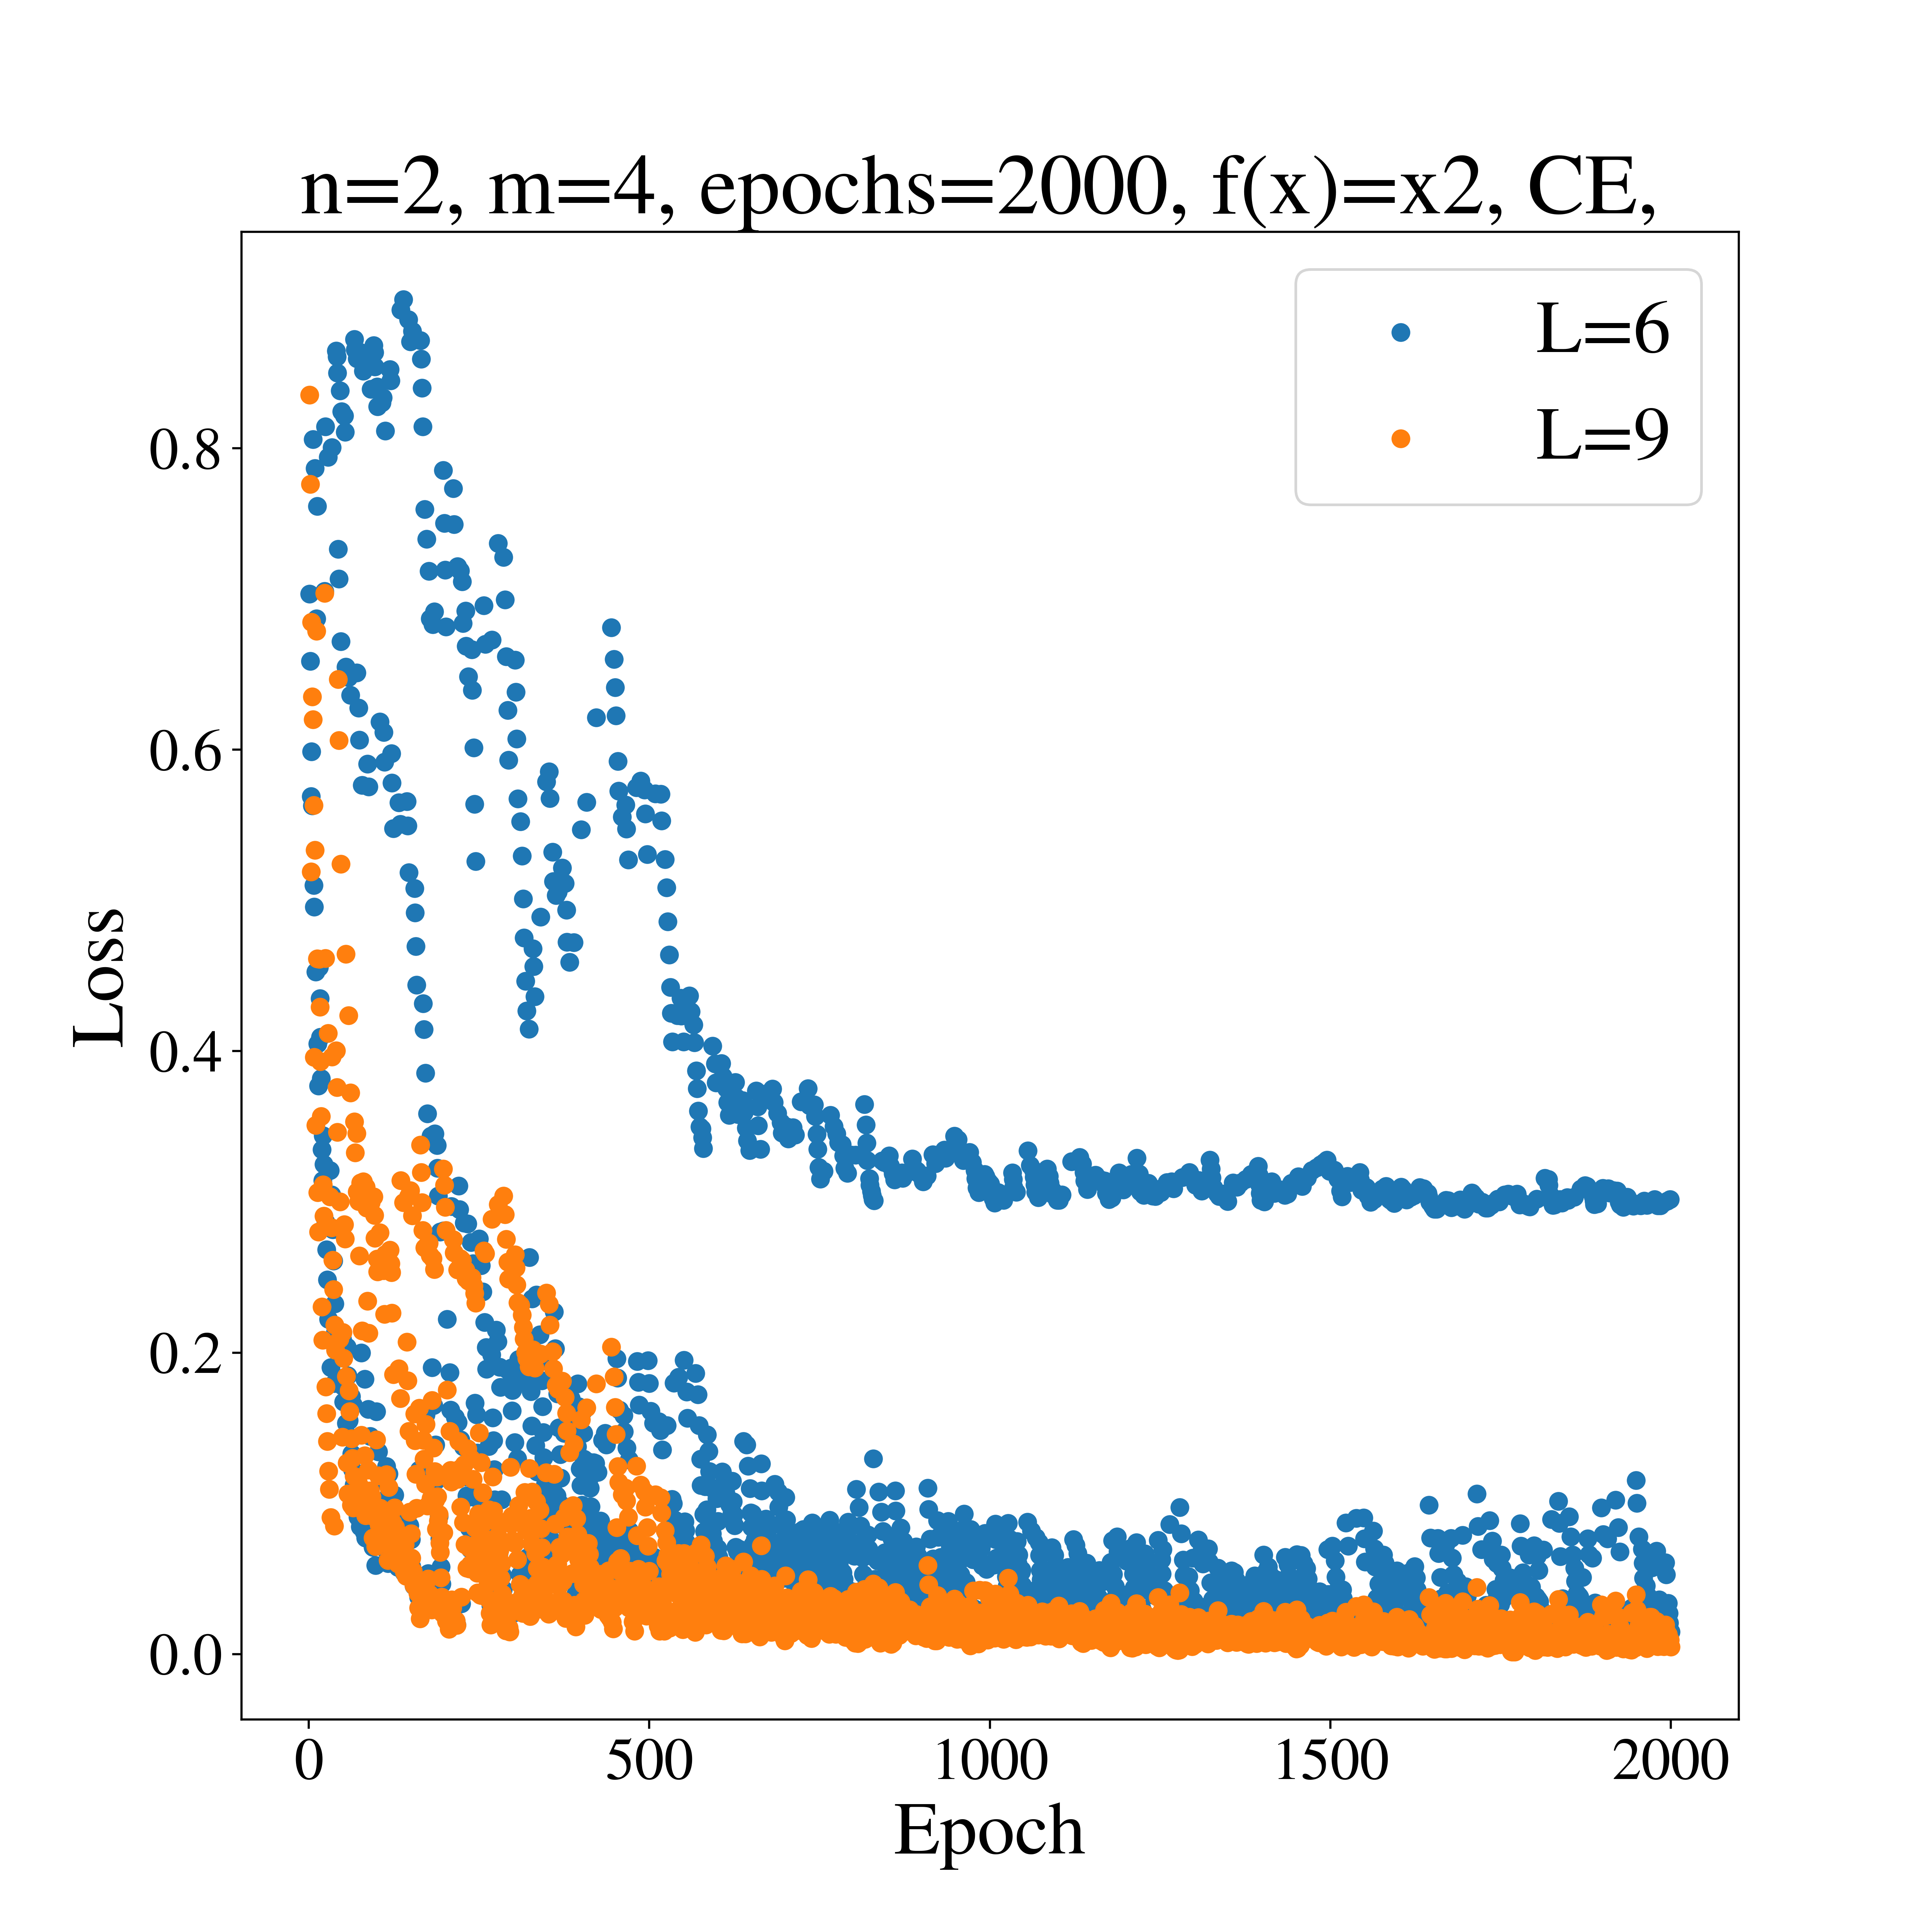 n=2, m=4, epochs=2000, f(x)=x2, CE,
L=6
L=9
0.8
0.6
0.4
0.2
0.0
Loss
0 500 1000 1500 2000
Epoch